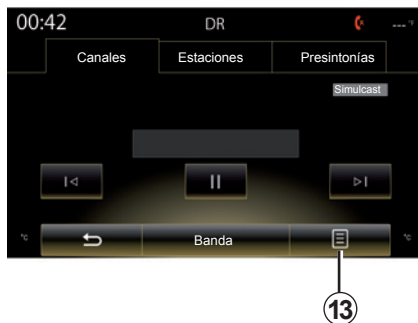 00:42 DR --- °F
Canales Estaciones Presintonías
Simulcast
°C Banda °C
13